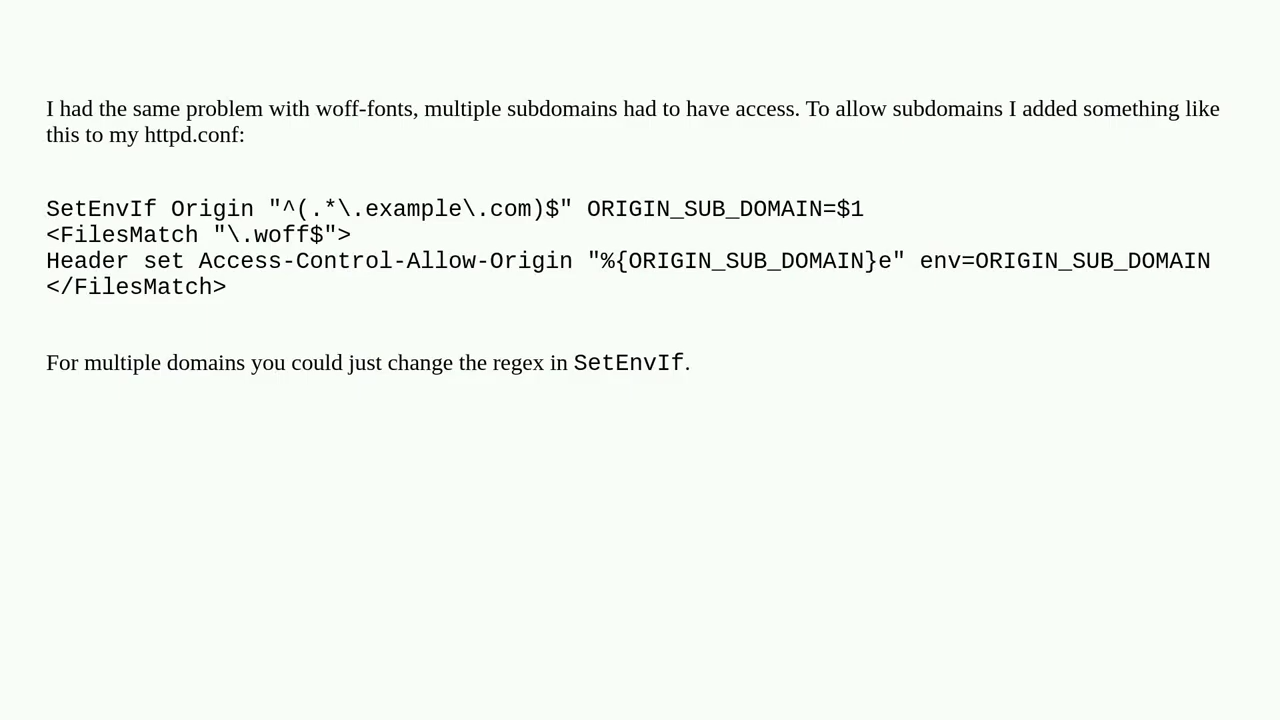 I had the same problem with woff-fonts, multiple subdomains had to have access. To allow subdomains I added something like
this to my httpd.conf:
SetEnvIf Origin "^(.*\.example\.com)$" ORIGIN_SUB_DOMAIN=$1
<FilesMatch "\.woff$">
Header set Access-Control-Allow-Origin "%{ORIGIN_SUB_DOMAIN}e" env=ORIGIN_SUB_DOMAIN
</FilesMatch>
For multiple domains you could just change the regex in SetEnvIf.